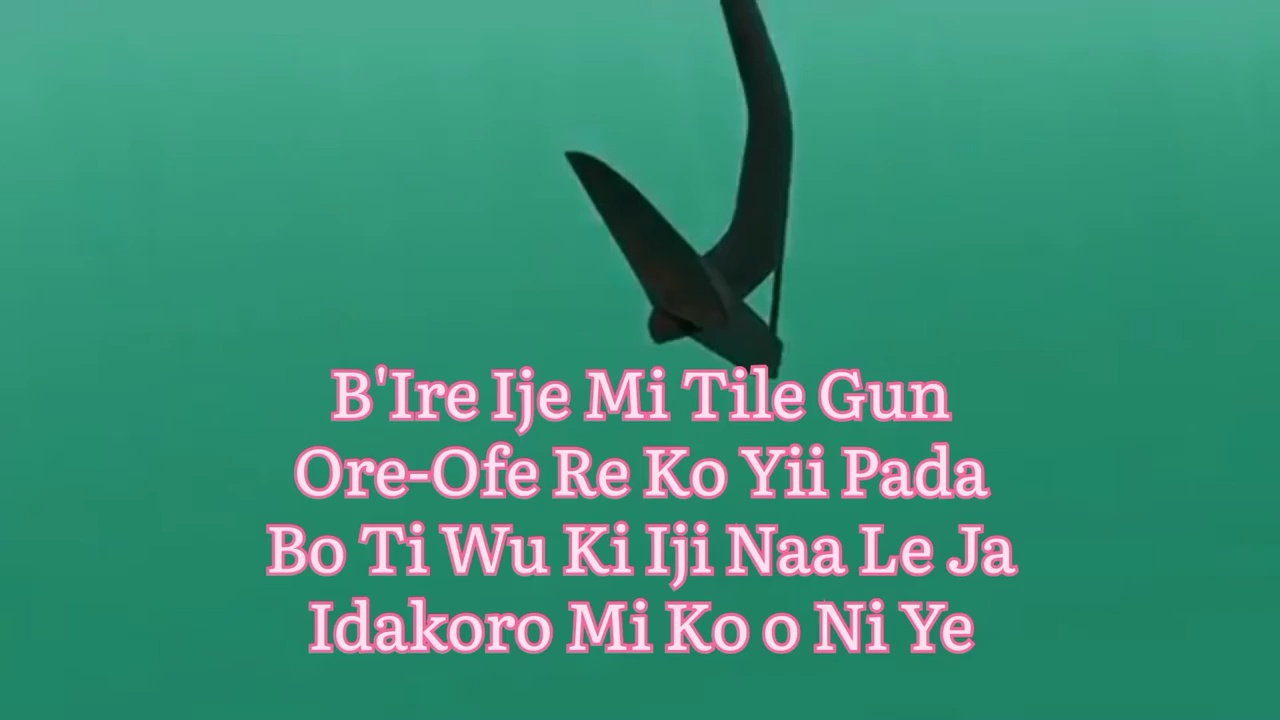 B'Ire Ije Mi Tile Gun
Ore-Ofe Re Ko Yii Pada
Bo Ti Wu Ki Iji Naa Le Ja
Idakoro Mi Ko o Ni Ye